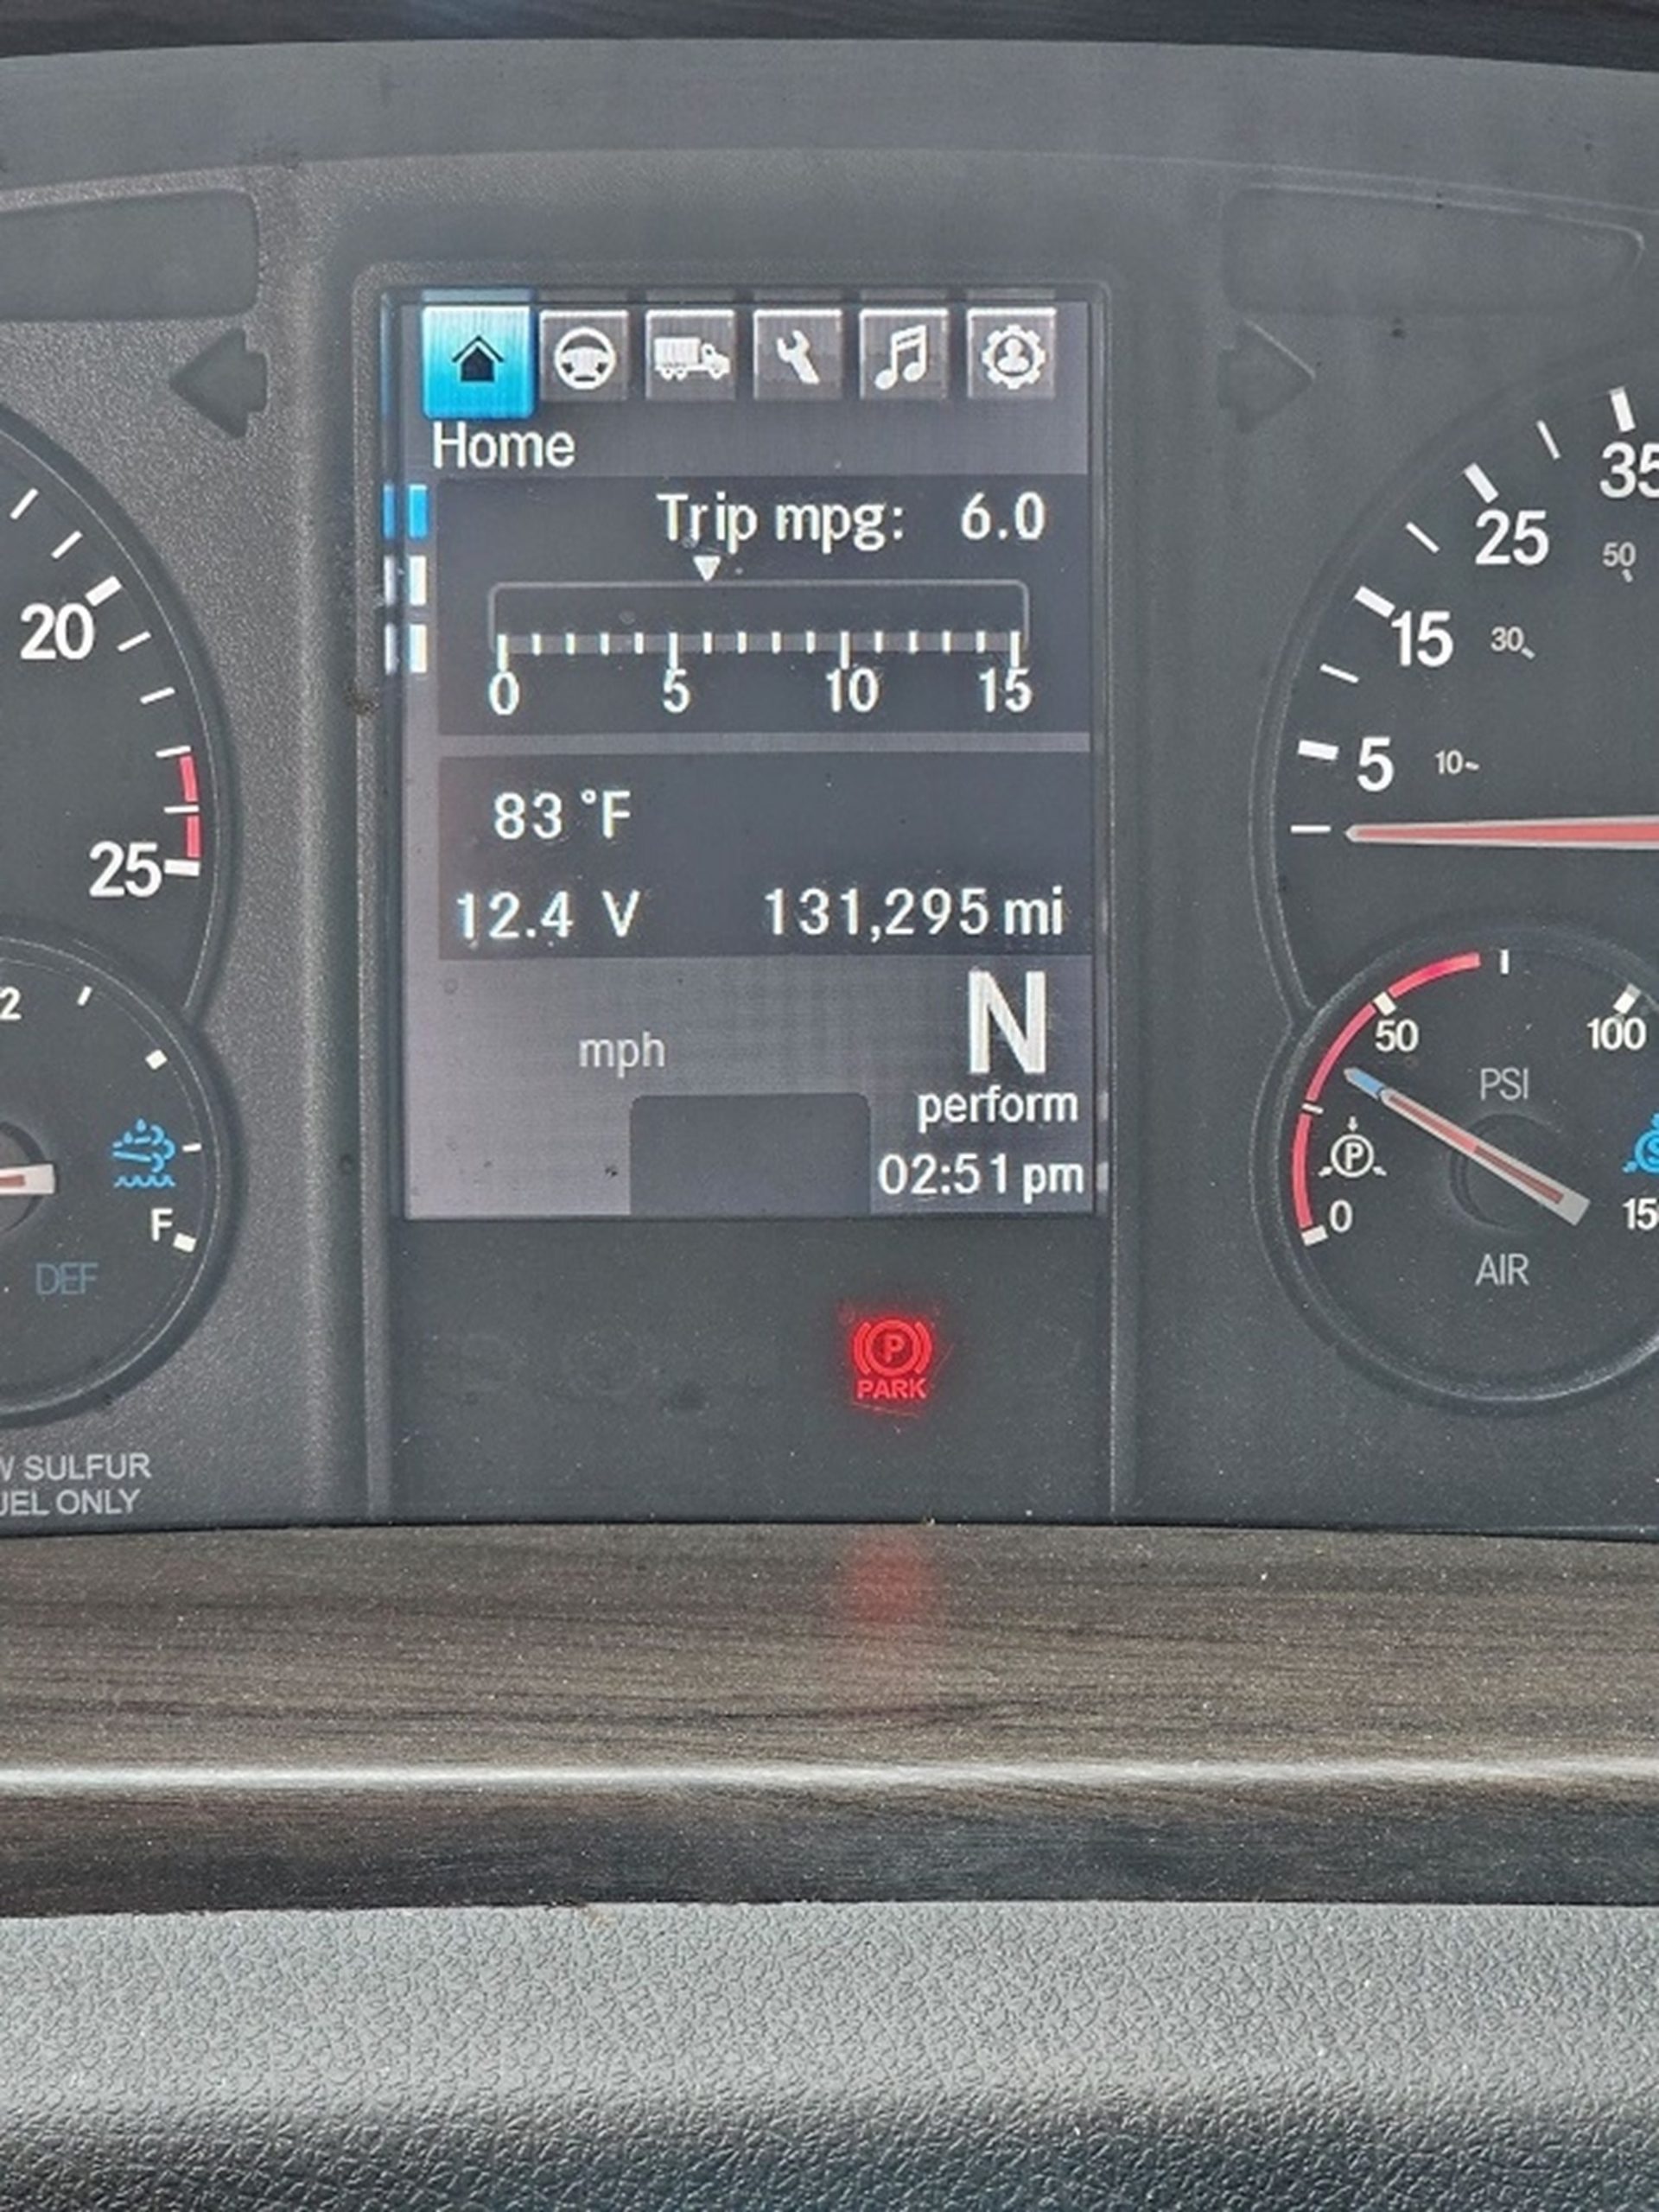 Home
Trip mpg: 6.0
0 5 10 15
83 °F
12.4 V 131,295 mi
N
mph
perform
02:51 pm
P
PARK
20
25
2
F
DEF
W SULFUR
UEL ONLY
35
25
50
15 30
5 10
50 100
PSI
P
0 15
AIR